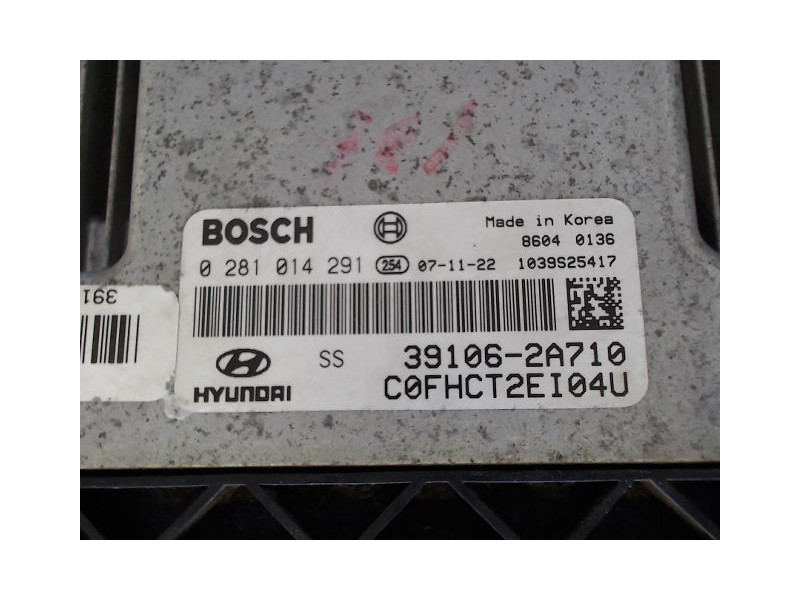 BOSCH
Made in Korea
8604 0136
0 281 014 291 254 07-11-22 1039S25417
391
SS 39106-2A710
HYUNDAI C0FHCT2EI04U